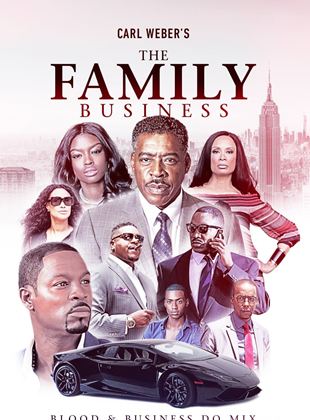 CARL WEBER'S
THE
FAMILY
BUSINESS
BLOOD & BUSINESS DO MIX